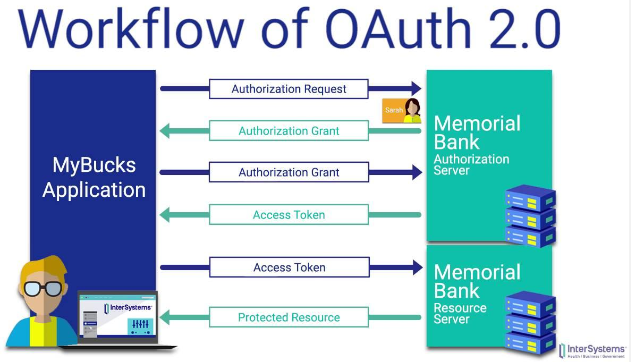 Workflow of OAuth 2.0
MyBucks
Application
Authorization Request
Sarah
Authorization Grant
Authorization Grant
Access Token
Access Token
Protected Resource
Memorial
Bank
Authorization
Server
Memorial
Bank
Resource
Server
InterSystems
InterSystems
Health | Business | Government